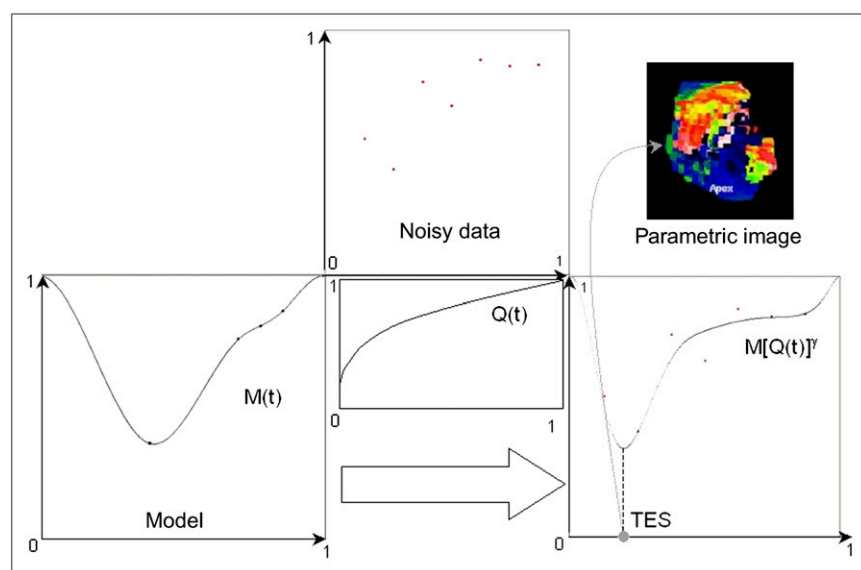 1
Apex
Noisy data
Parametric image
0
1
1
1
1
Q(t)
M[Q(t)]γ
M(t)
0
1
Model
TES
0
1
0
1